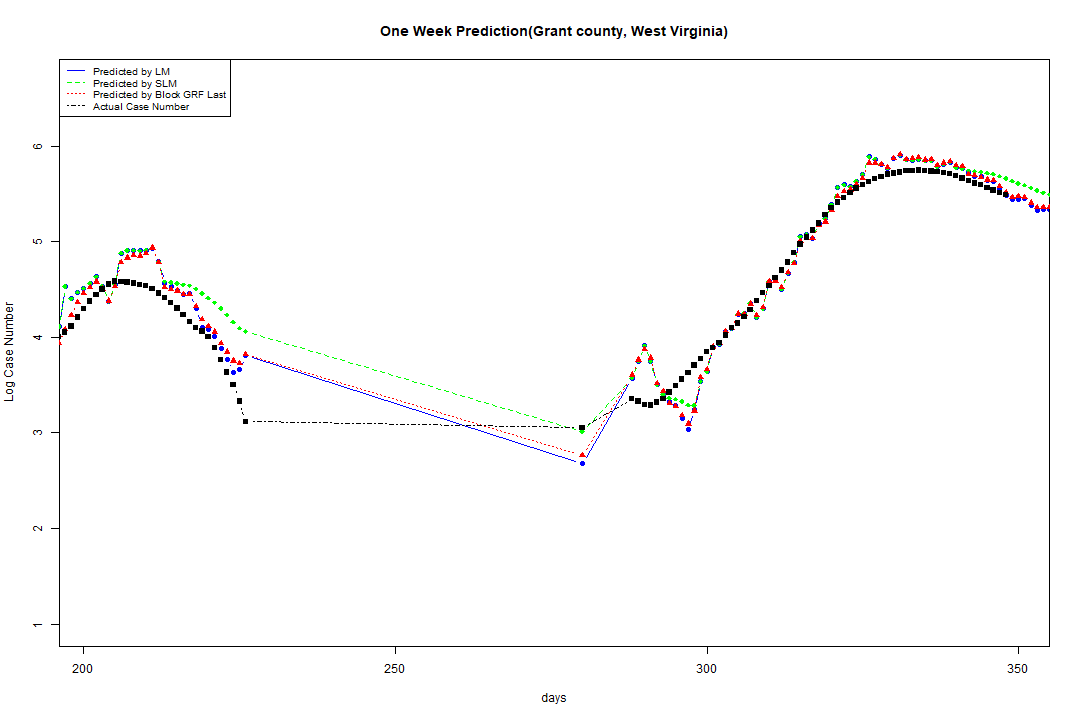 One Week Prediction(Grant county, West Virginia)
Predicted by LM
Predicted by SLM
Predicted by Block GRF Last
Actual Case Number
Log Case Number
6
5
4
3
2
1
200 250 300 350
days